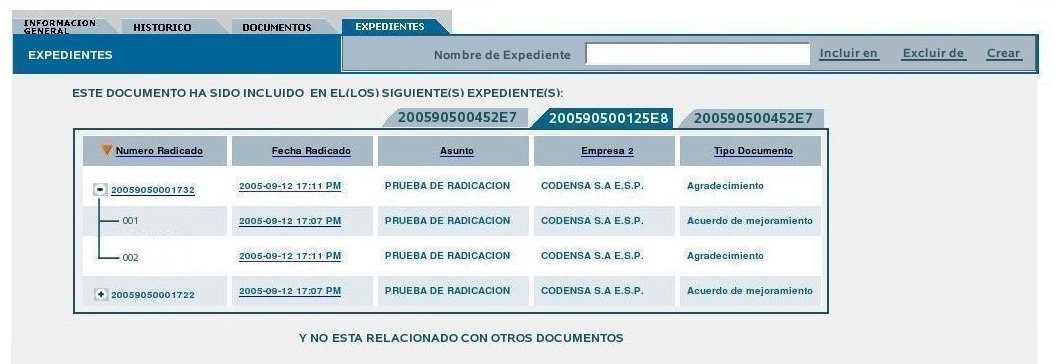 INFORMACION GENERAL HISTORICO DOCUMENTOS EXPEDIENTES
EXPEDIENTES Nombre de Expediente Incluir en Excluir de Crear
ESTE DOCUMENTO HA SIDO INCLUIDO EN EL(LOS) SIGUIENTE(S) EXPEDIENTE(S):
200590500452E7 200590500125E8 200590500452E7
Numero Radicado Fecha Radicado Asunto Empresa 2 Tipo Documento
20059050001732 2005-09-12 17:11 PM PRUEBA DE RADICACION CODENSA S.A E.S.P. Agradecimiento
001 2005-09-12 17:07 PM PRUEBA DE RADICACION CODENSA S.A E.S.P. Acuerdo de mejoramiento
002 2005-09-12 17:11 PM PRUEBA DE RADICACION CODENSA S.A E.S.P. Agradecimiento
20059050001722 2005-09-12 17:07 PM PRUEBA DE RADICACION CODENSA S.A E.S.P. Acuerdo de mejoramiento
Y NO ESTA RELACIONADO CON OTROS DOCUMENTOS